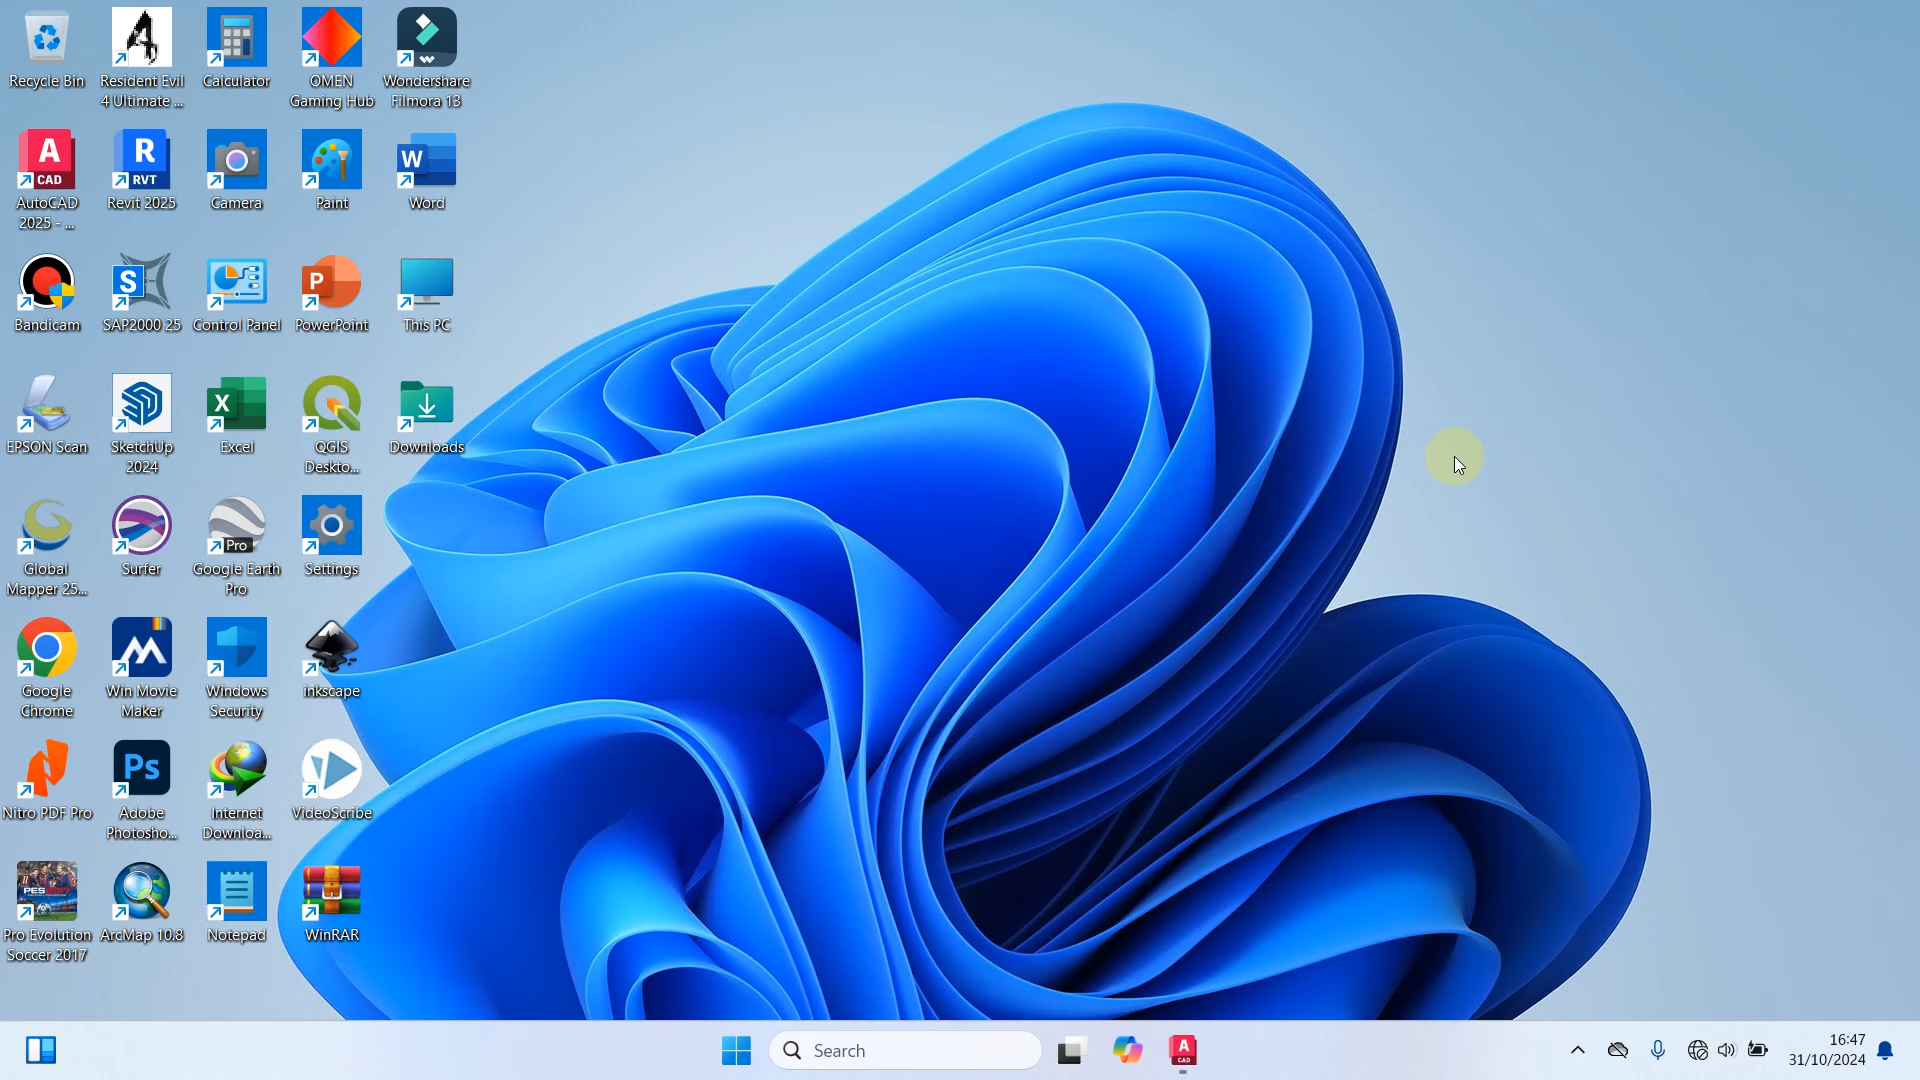 Recycle Bin
Resident Evil
4 Ultimate ...
Calculator
OMEN
Gaming Hub
Wondershare
Filmora 13
A
CAD
AutoCAD
2025 - ...
R
RVT
Revit 2025
Camera
Paint
W
Word
Bandicam
S
SAP2000 25
Control Panel
P
PowerPoint
This PC
EPSON Scan
SketchUp
2024
X
Excel
QGIS
Deskto...
Downloads
Global
Mapper 25...
Surfer
Pro
Google Earth
Pro
Settings
Google
Chrome
Win Movie
Maker
Windows
Security
inkscape
Nitro PDF Pro
Ps
Adobe
Photosho...
Internet
Downloa...
VideoScribe
PES 2017
Pro Evolution
Soccer 2017
ArcMap 10.8
Notepad
WinRAR
Search
A
CAD
16:47
31/10/2024